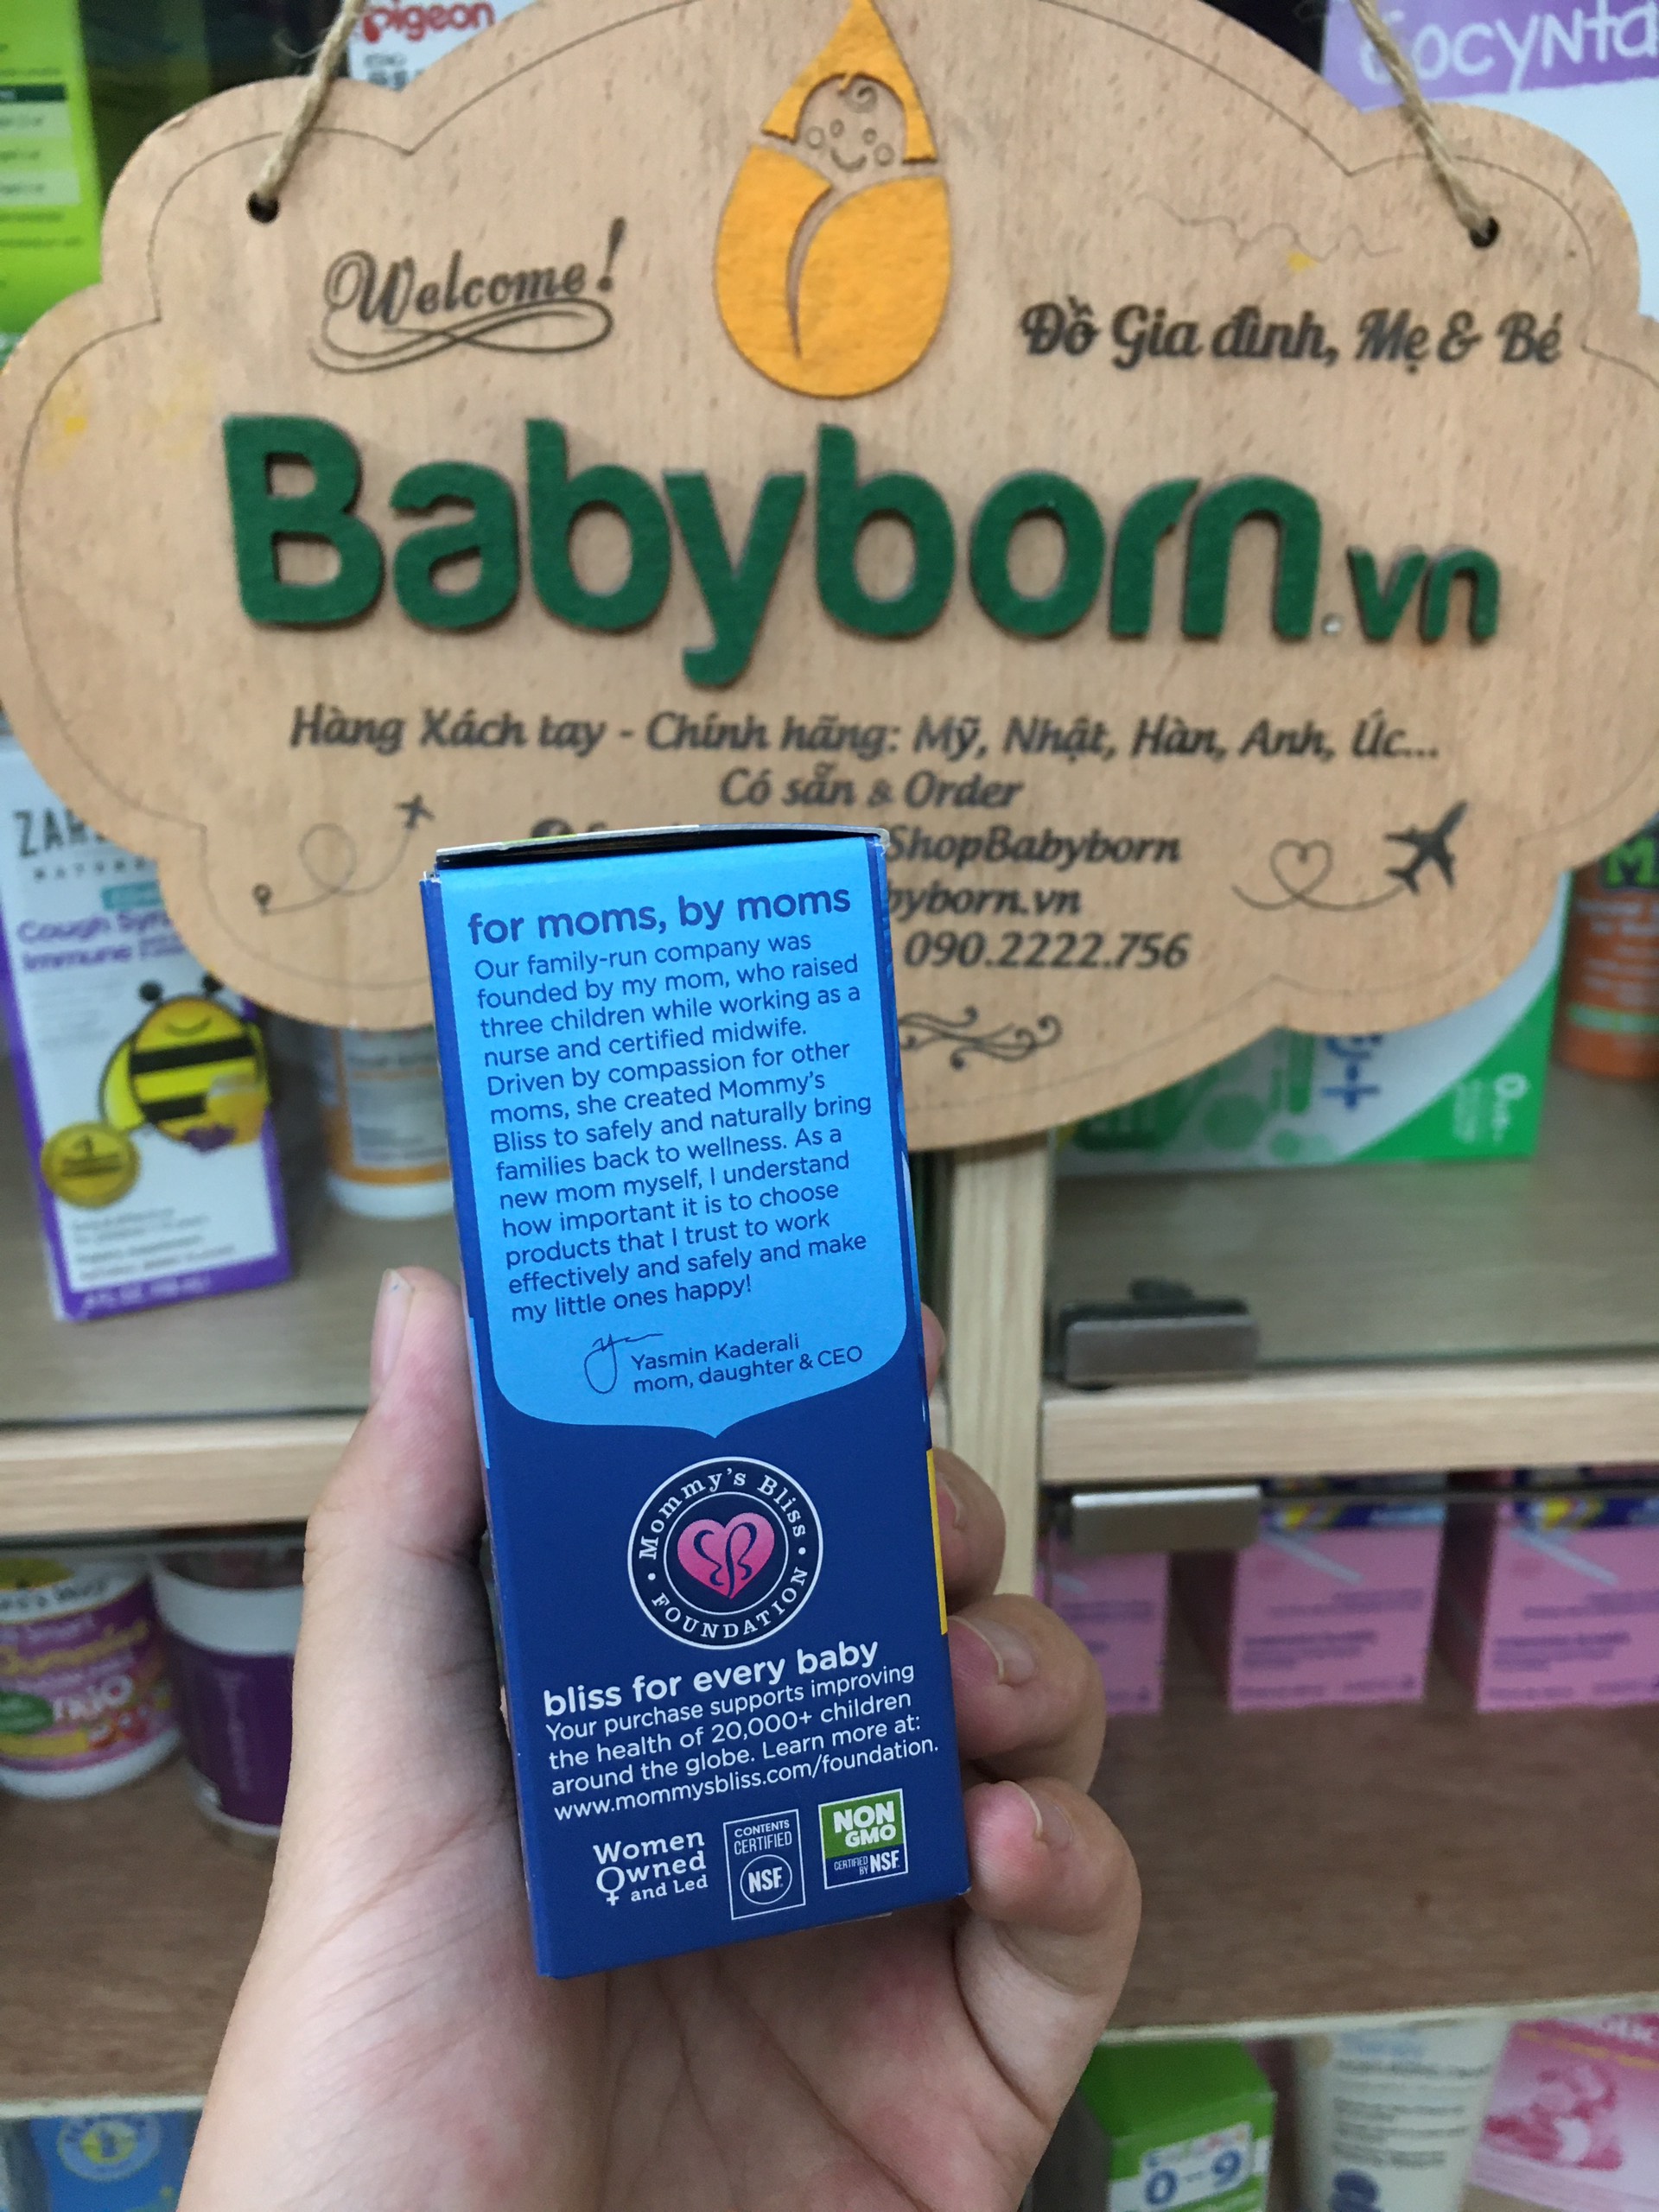 pigeon
Welcome!
Đồ Gia đình, Mẹ & Bé
Babyborn.vn
Hàng Xách tay - Chính hãng: Mỹ, Nhật, Hàn, Anh, Úc...
Có sẵn & Order
ShopBabyborn
byborn.vn
090.2222.756
Cough
Immune
for moms, by moms
Our family-run company was
founded by my mom, who raised
three children while working as a
nurse and certified midwife.
Driven by compassion for other
moms, she created Mommy's
Bliss to safely and naturally bring
families back to wellness. As a
new mom myself, I understand
how important it is to choose
products that I trust to work
effectively and safely and make
my little ones happy!
Yasmin Kaderali
mom, daughter & CEO
Mommy's Bliss
FOUNDATION
bliss for every baby
Your purchase supports improving
the health of 20,000+ children
around the globe. Learn more at:
www.mommysbliss.com/foundation.
Women
Owned
and Led
CONTENTS
CERTIFIED
NSF
NON
GMO
CERTIFIED
BY NSF
TRiO
0-9